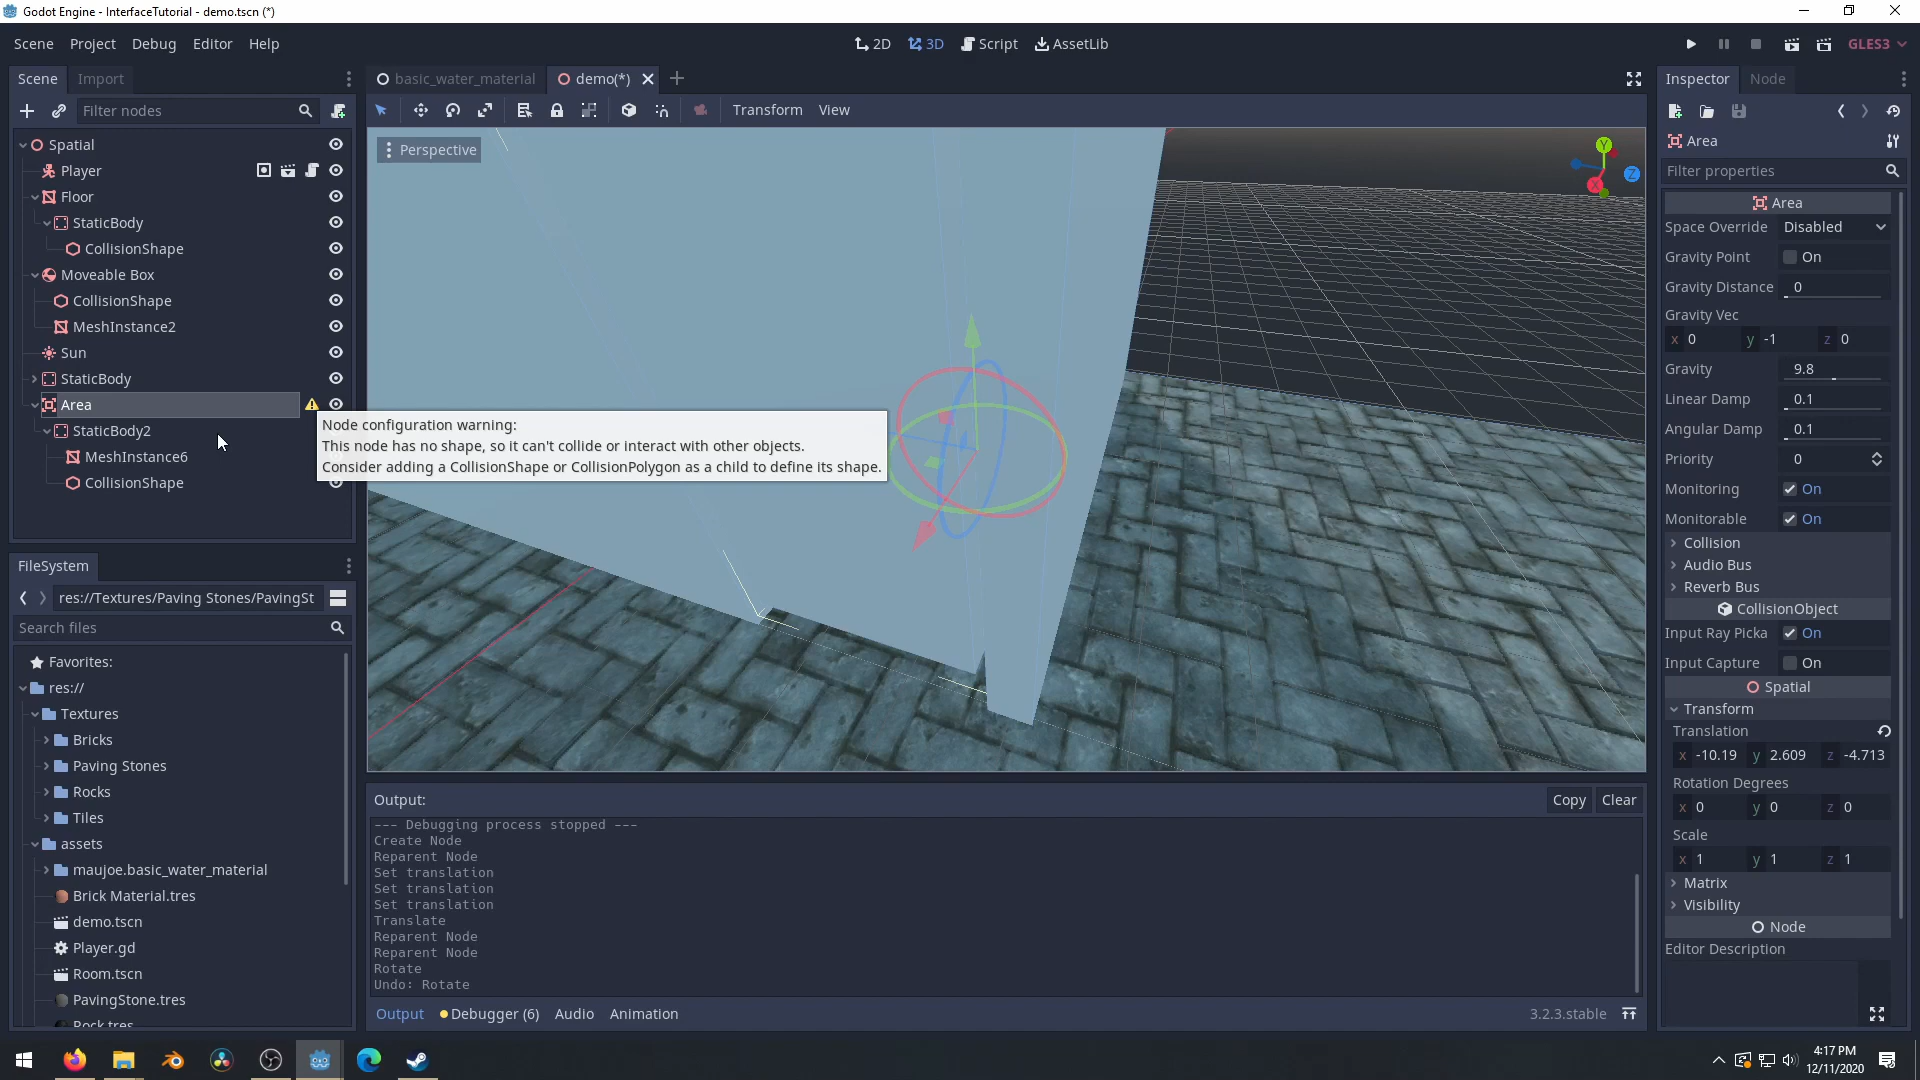 Godot Engine - InterfaceTutorial - demo.tscn (*)
Scene Project Debug Editor Help
2D 3D Script AssetLib
GLES3
Scene Import
basic_water_material demo(*)
Inspector Node
Filter nodes
Transform View
Spatial
Player
Floor
StaticBody
CollisionShape
Moveable Box
CollisionShape
MeshInstance2
Sun
StaticBody
Area
StaticBody2
MeshInstance6
CollisionShape
Perspective
Y
Z
X
Node configuration warning:
This node has no shape, so it can't collide or interact with other objects.
Consider adding a CollisionShape or CollisionPolygon as a child to define its shape.
FileSystem
res://Textures/Paving Stones/PavingSt
Search files
Favorites:
res://
Textures
Bricks
Paving Stones
Rocks
Tiles
assets
maujoe.basic_water_material
Brick Material.tres
demo.tscn
Player.gd
Room.tscn
PavingStone.tres
Rock.tres
Output:
Copy Clear
--- Debugging process stopped ---
Create Node
Reparent Node
Set translation
Set translation
Set translation
Translate
Reparent Node
Reparent Node
Rotate
Undo: Rotate
Output Debugger (6) Audio Animation
3.2.3.stable
Area
Filter properties
Area
Space Override Disabled
Gravity Point On
Gravity Distance 0
Gravity Vec
x 0 y -1 z 0
Gravity 9.8
Linear Damp 0.1
Angular Damp 0.1
Priority 0
Monitoring On
Monitorable On
Collision
Audio Bus
Reverb Bus
CollisionObject
Input Ray Picka On
Input Capture On
Spatial
Transform
Translation
x -10.19 y 2.609 z -4.713
Rotation Degrees
x 0 y 0 z 0
Scale
x 1 y 1 z 1
Matrix
Visibility
Node
Editor Description
4:17 PM
12/11/2020